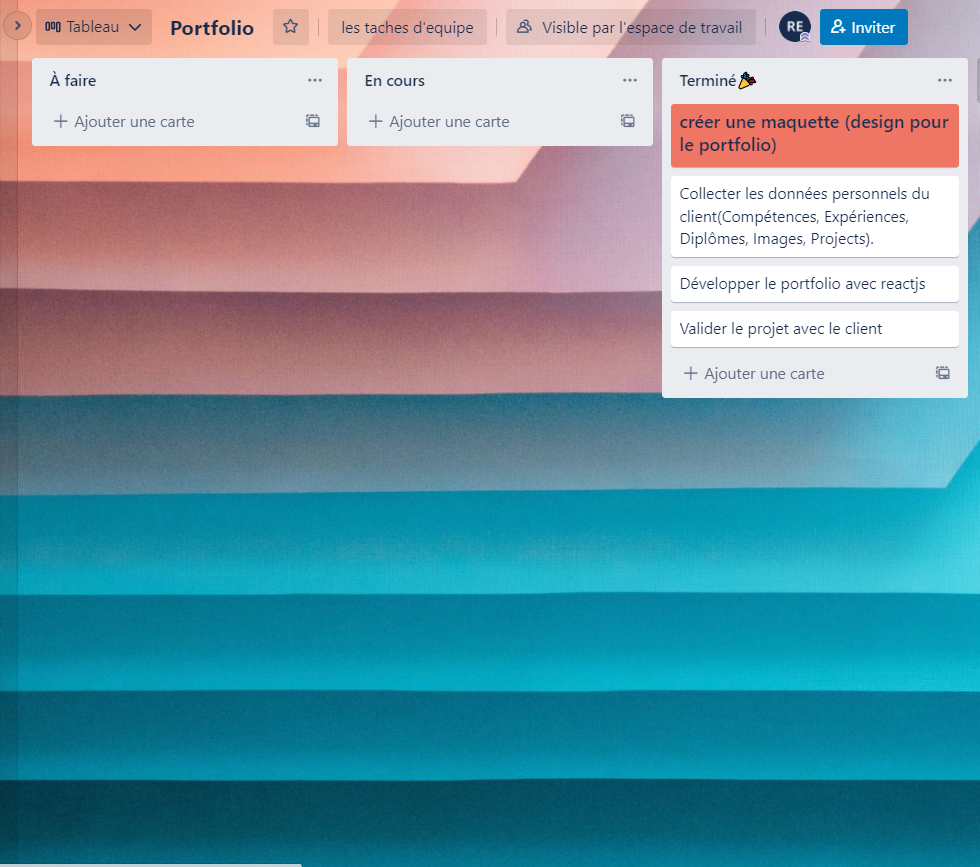 Tableau
Portfolio
les taches d'equipe
Visible par l'espace de travail
RE
Inviter
À faire
Ajouter une carte
En cours
Ajouter une carte
Terminé
créer une maquette (design pour
le portfolio)
Collecter les données personnels du
client(Compétences, Expériences,
Diplômes, Images, Projects).
Développer le portfolio avec reactjs
Valider le projet avec le client
Ajouter une carte